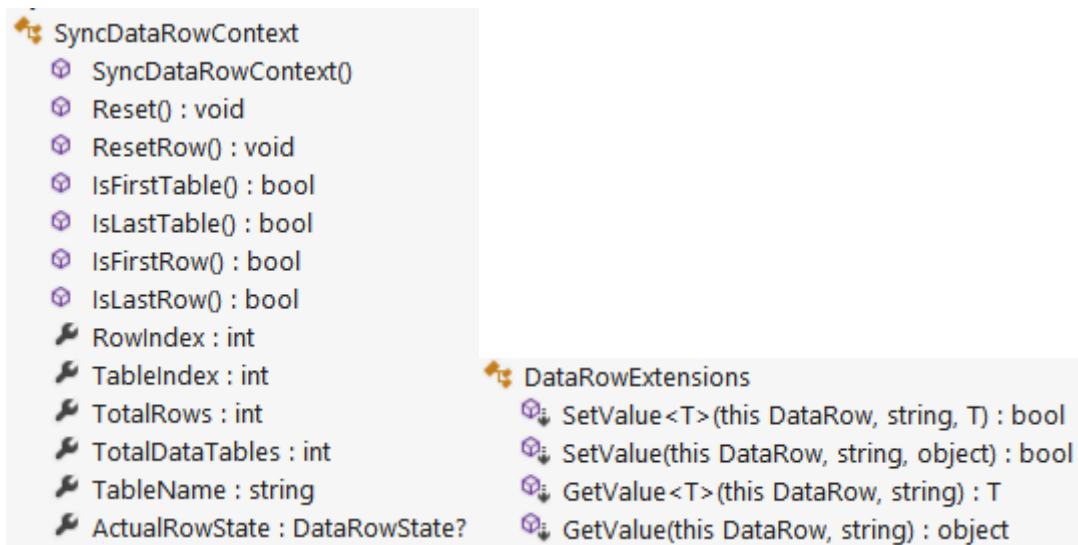 SyncDataRowContext
SyncDataRowContext()
Reset() : void
ResetRow() : void
IsFirstTable() : bool
IsLastTable() : bool
IsFirstRow() : bool
IsLastRow() : bool
RowIndex : int
TableIndex : int
TotalRows : int
TotalDataTables : int
TableName : string
ActualRowState : DataRowState?
DataRowExtensions
SetValue<T>(this DataRow, string, T) : bool
SetValue(this DataRow, string, object) : bool
GetValue<T>(this DataRow, string) : T
GetValue(this DataRow, string) : object